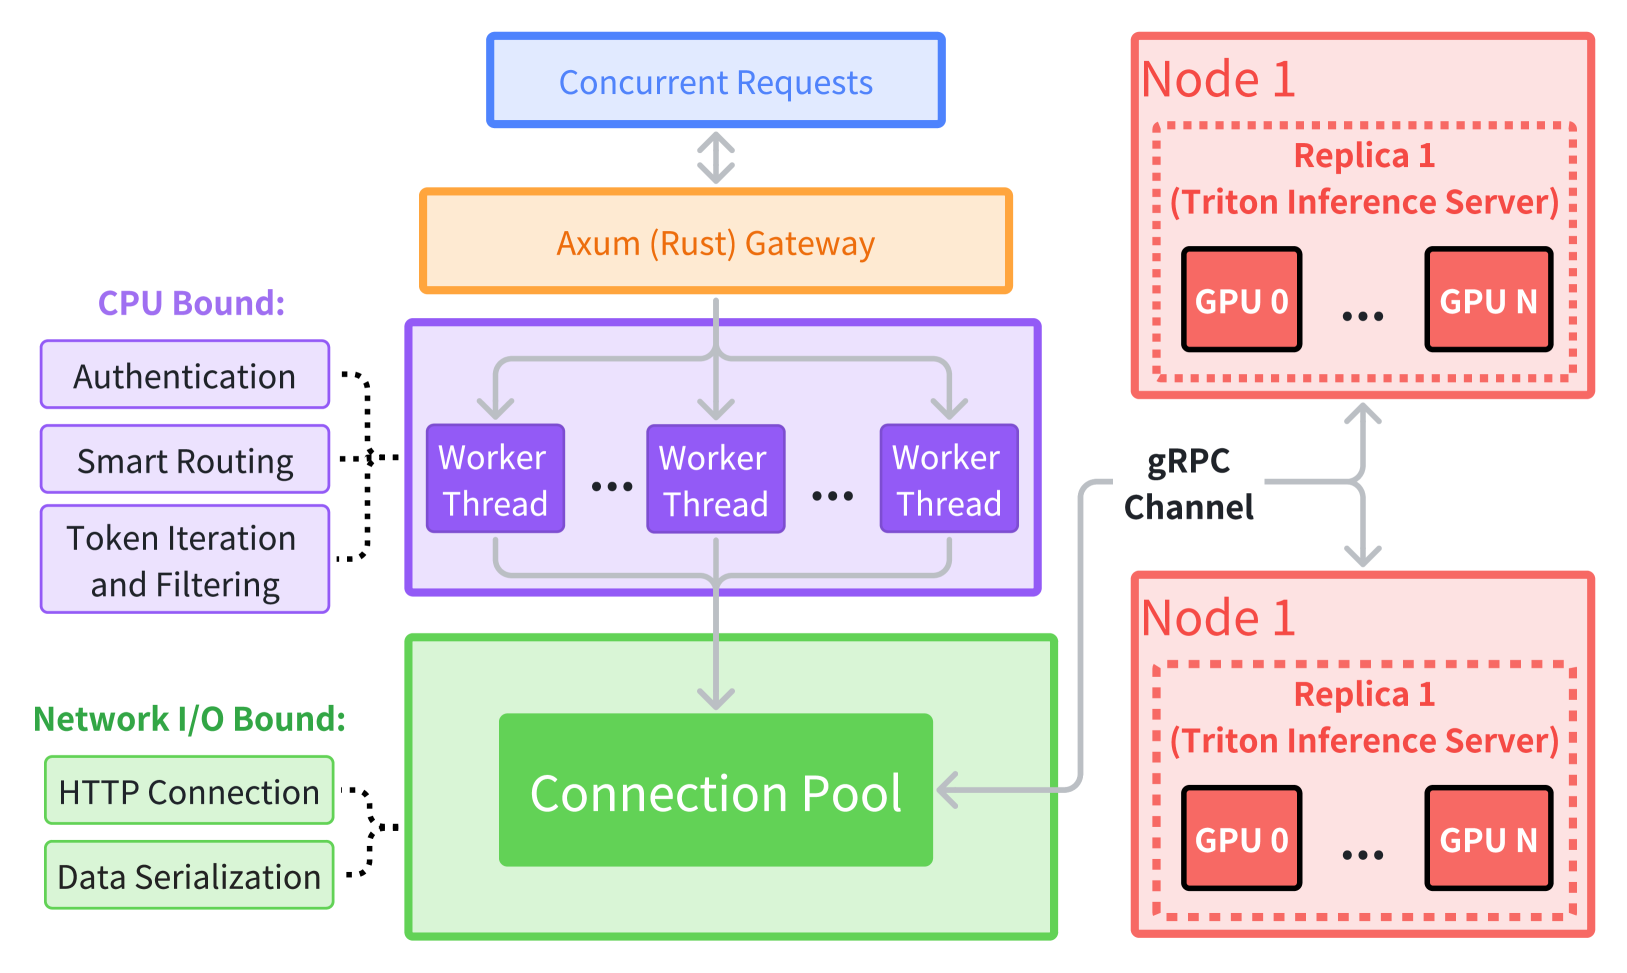 Concurrent Requests
Axum (Rust) Gateway
CPU Bound:
Authentication
Smart Routing
Token Iteration
and Filtering
Worker
Thread
...
Worker
Thread
...
Worker
Thread
Network I/O Bound:
HTTP Connection
Data Serialization
Connection Pool
gRPC
Channel
Node 1
Replica 1
(Triton Inference Server)
GPU 0
...
GPU N
Node 1
Replica 1
(Triton Inference Server)
GPU 0
...
GPU N